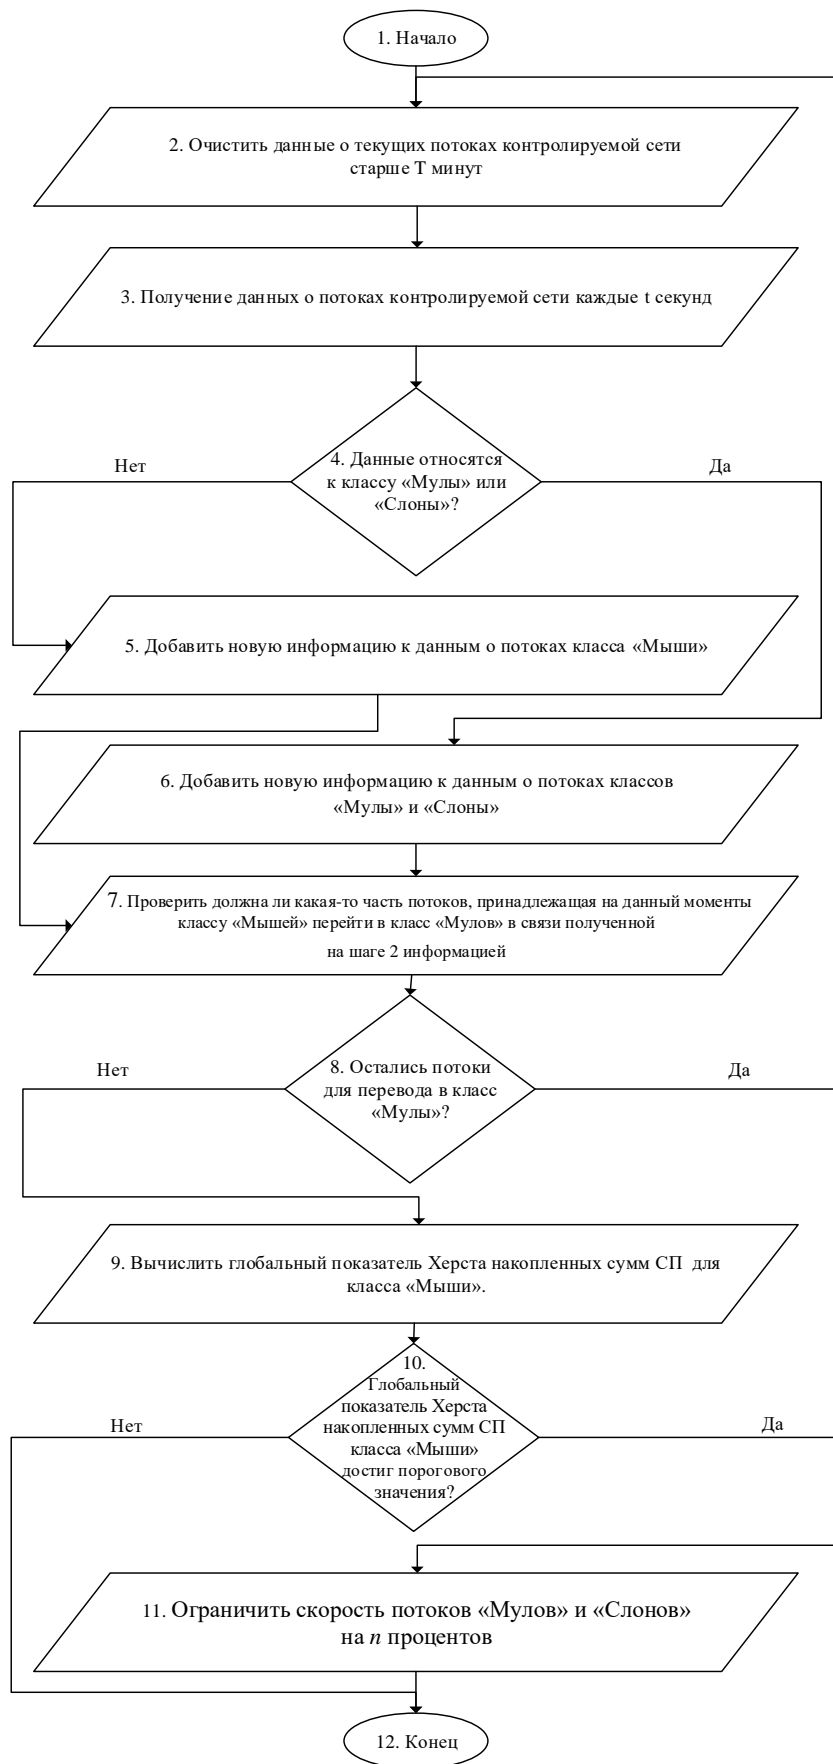 1. Начало
2. Очистить данные о текущих потоках контролируемой сети
старше Т минут
3. Получение данных о потоках контролируемой сети каждые t секунд
4. Данные относятся
к классу «Мулы» или
«Слоны»?
Нет
Да
5. Добавить новую информацию к данным о потоках класса «Мыши»
6. Добавить новую информацию к данным о потоках классов
«Мулы» и «Слоны»
7. Проверить должна ли какая-то часть потоков, принадлежащая на данный моменты
классу «Мышей» перейти в класс «Мулов» в связи полученной
на шаге 2 информацией
8. Остались потоки
для перевода в класс
«Мулы»?
Нет
Да
9. Вычислить глобальный показатель Херста накопленных сумм СП для
класса «Мыши».
10.
Глобальный
показатель Херста
накопленных сумм СП
класса «Мыши»
достиг порогового
значения?
Нет
Да
11. Ограничить скорость потоков «Мулов» и «Слонов»
на n процентов
12. Конец